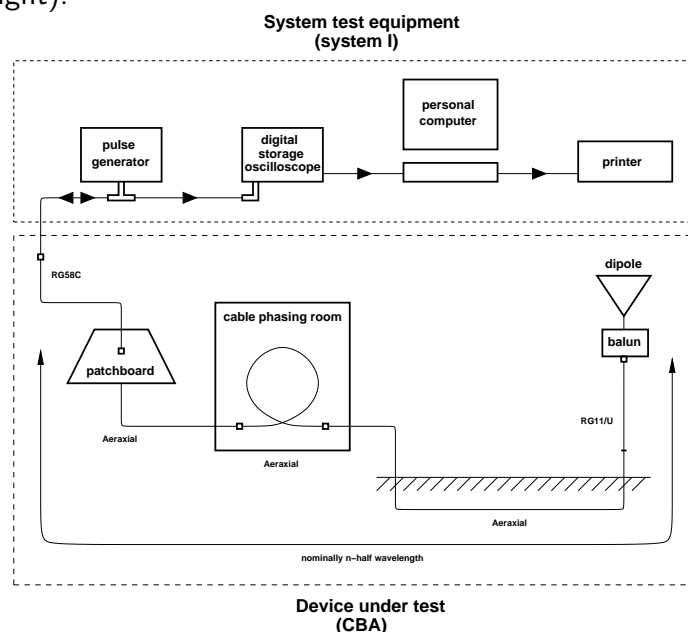 ight).
System test equipment
(system I)
pulse
generator
digital
storage
oscilloscope
personal
computer
printer
RG58C
dipole
cable phasing room
balun
patchboard
RG11/U
Aeraxial
Aeraxial
Aeraxial
nominally n−half wavelength
Device under test
(CBA)